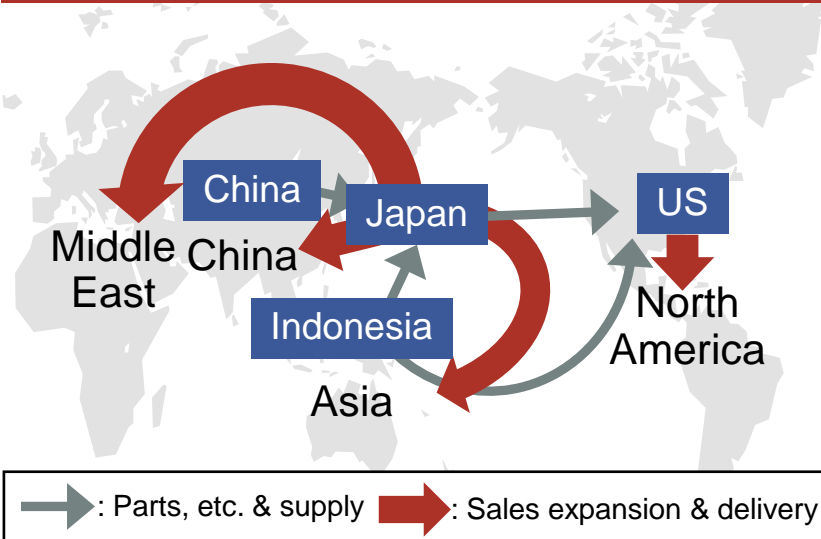 China
Japan
US
Middle
East
China
Indonesia
North
America
Asia
: Parts, etc. & supply
: Sales expansion & delivery